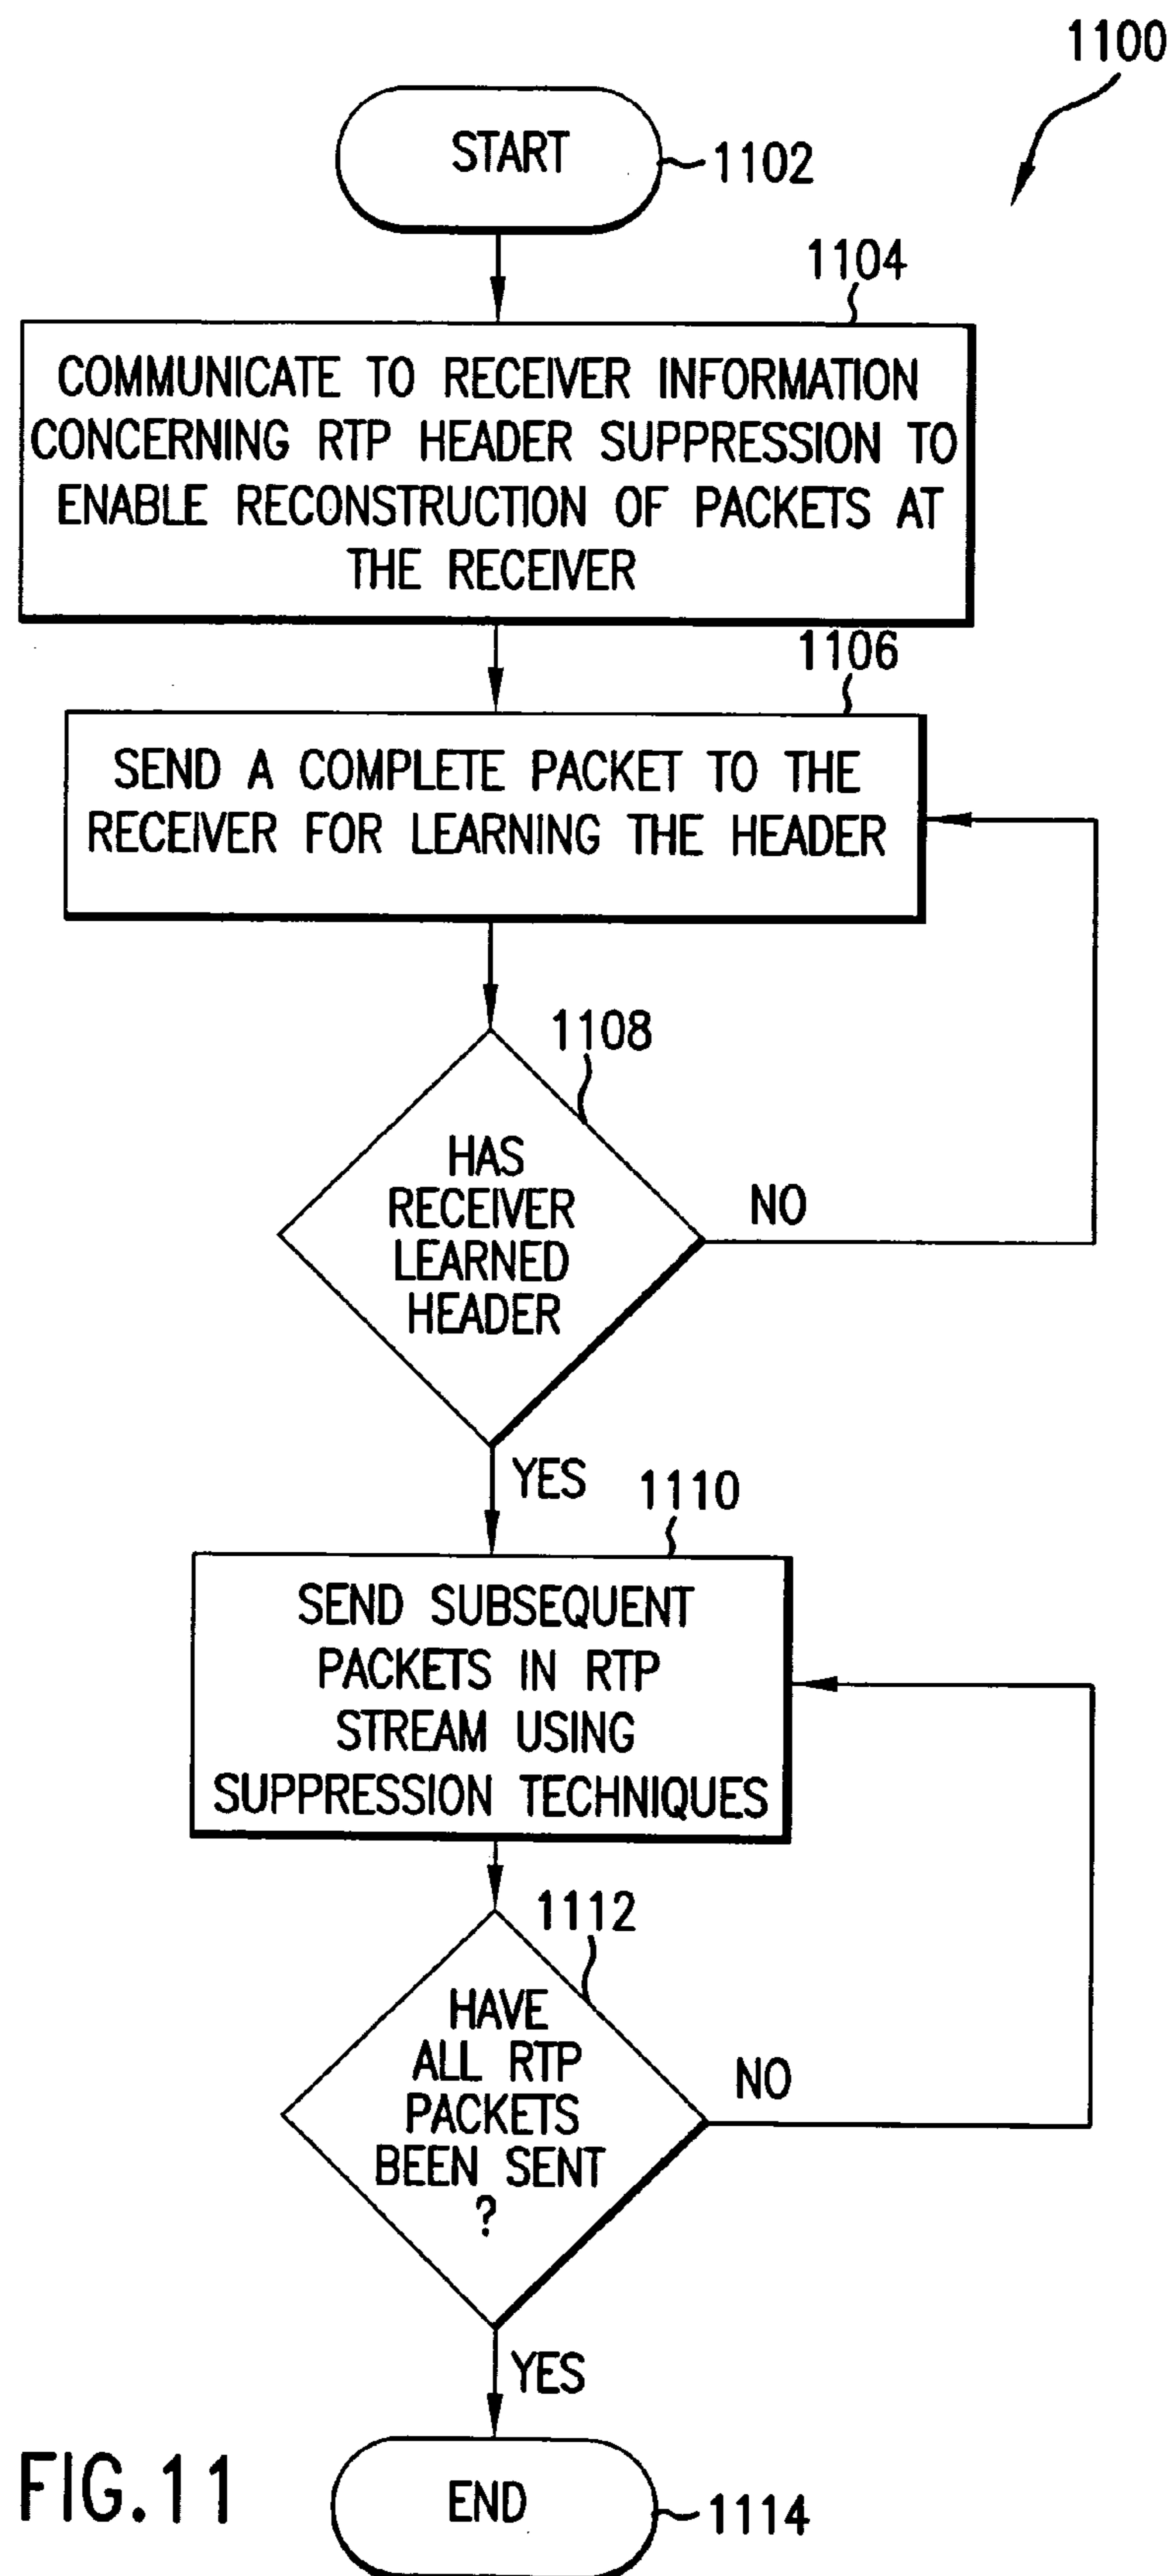 1100
START
1102
1104
COMMUNICATE TO RECEIVER INFORMATION
CONCERNING RTP HEADER SUPPRESSION TO
ENABLE RECONSTRUCTION OF PACKETS AT
THE RECEIVER
1106
SEND A COMPLETE PACKET TO THE
RECEIVER FOR LEARNING THE HEADER
1108
HAS
RECEIVER
LEARNED
HEADER
NO
YES
1110
SEND SUBSEQUENT
PACKETS IN RTP
STREAM USING
SUPPRESSION TECHNIQUES
1112
HAVE
ALL RTP
PACKETS
BEEN SENT
?
NO
YES
END
1114
FIG.11